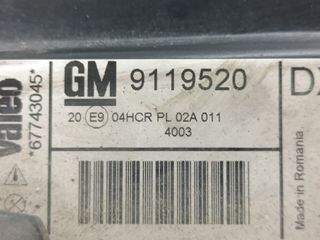 Valeo
*67743045*
GM 9119520
20 E9 04HCR PL 02A 011
4003
DX
Made in Romania